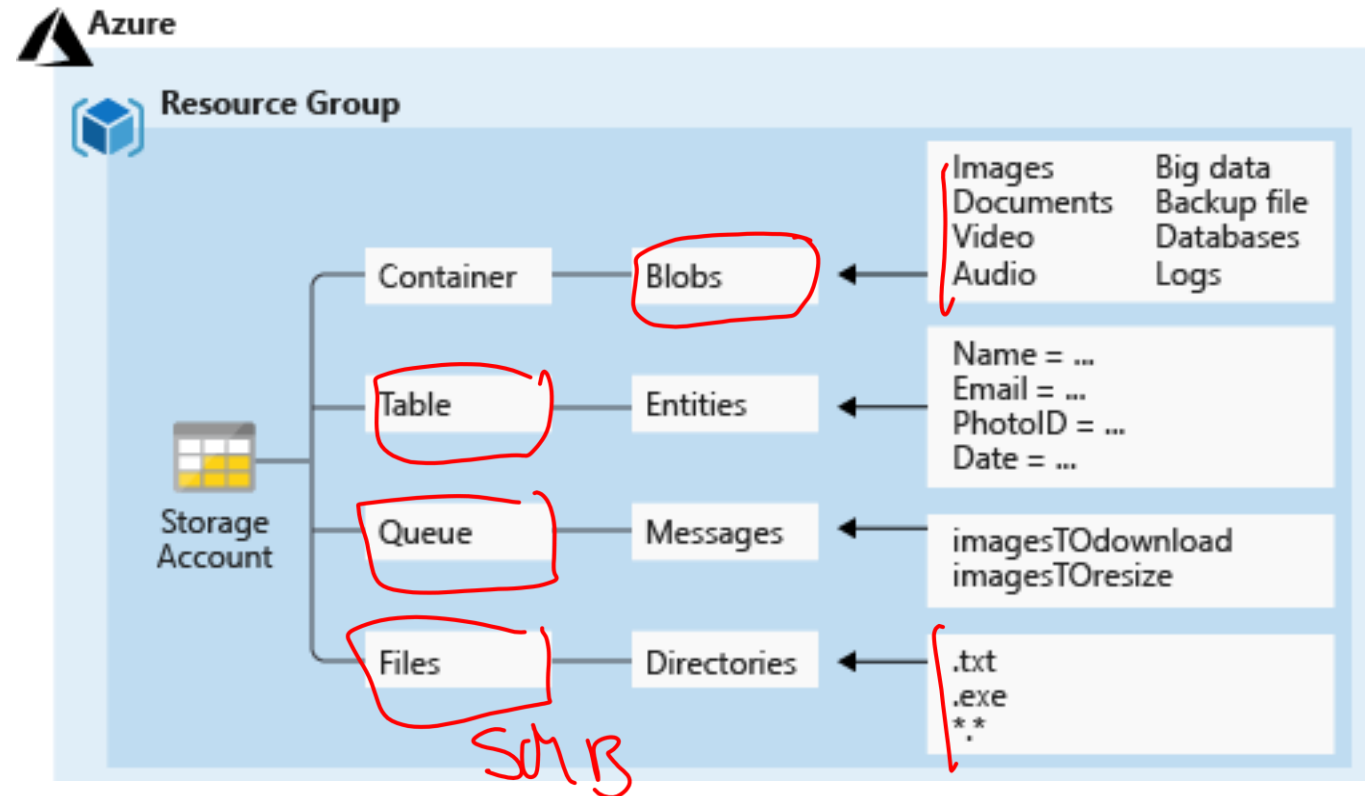 Azure
Resource Group
Images Big data
Documents Backup file
Video Databases
Audio Logs
Container
Blobs
Name = ...
Email = ...
PhotoID = ...
Date = ...
Table
Entities
Storage
Account
Queue
Messages
imagesTOdownload
imagesTOresize
Files
Directories
.txt
.exe
*.*